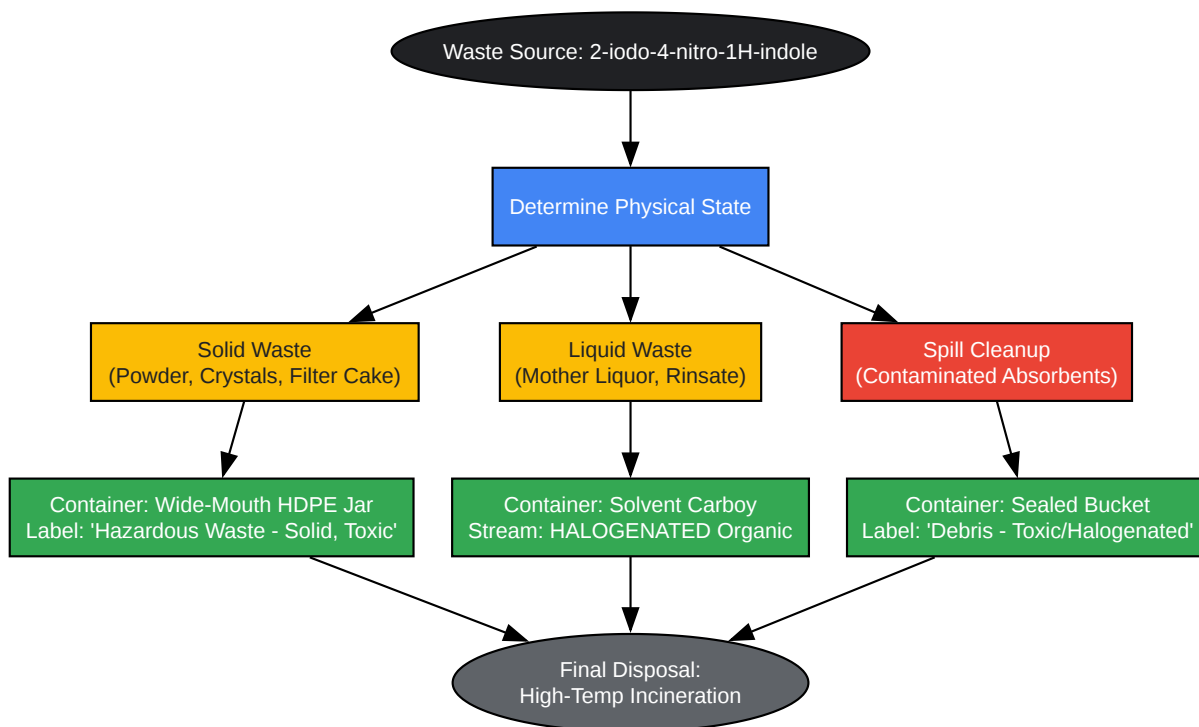 Waste Source: 2-iodo-4-nitro-1H-indole
Determine Physical State
Solid Waste
(Powder, Crystals, Filter Cake)
Liquid Waste
(Mother Liquor, Rinsate)
Spill Cleanup
(Contaminated Absorbents)
Container: Wide-Mouth HDPE Jar
Label: 'Hazardous Waste - Solid, Toxic'
Container: Solvent Carboy
Stream: HALOGENATED Organic
Container: Sealed Bucket
Label: 'Debris - Toxic/Halogenated'
Final Disposal:
High-Temp Incineration